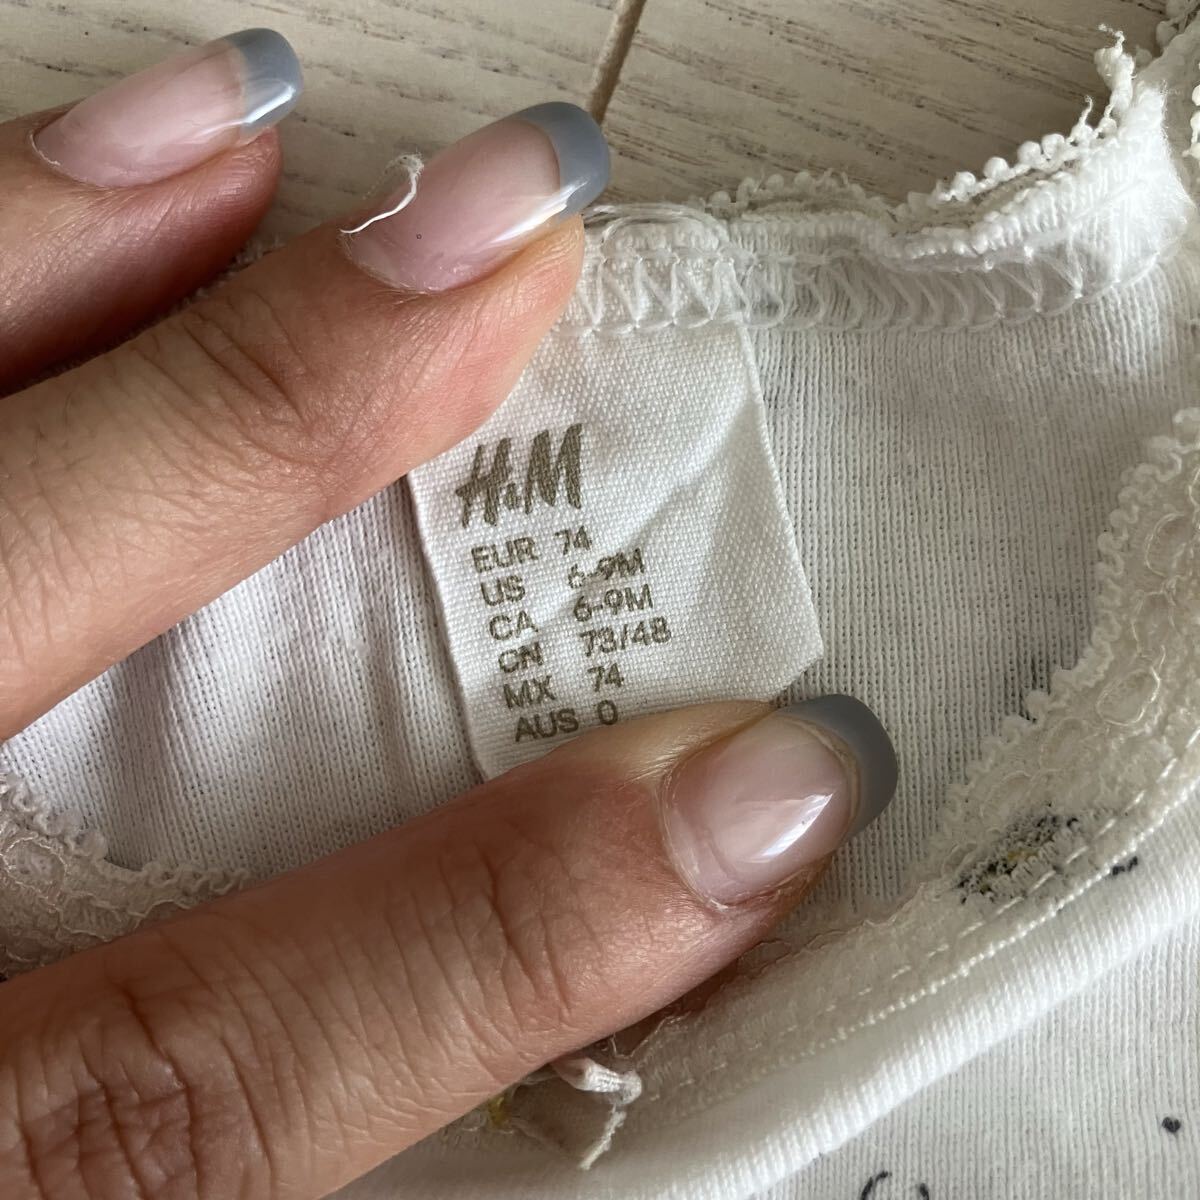 H&M
EUR 74
US 6-9M
CA 6-9M
CN 73/48
MX 74
AUS 0